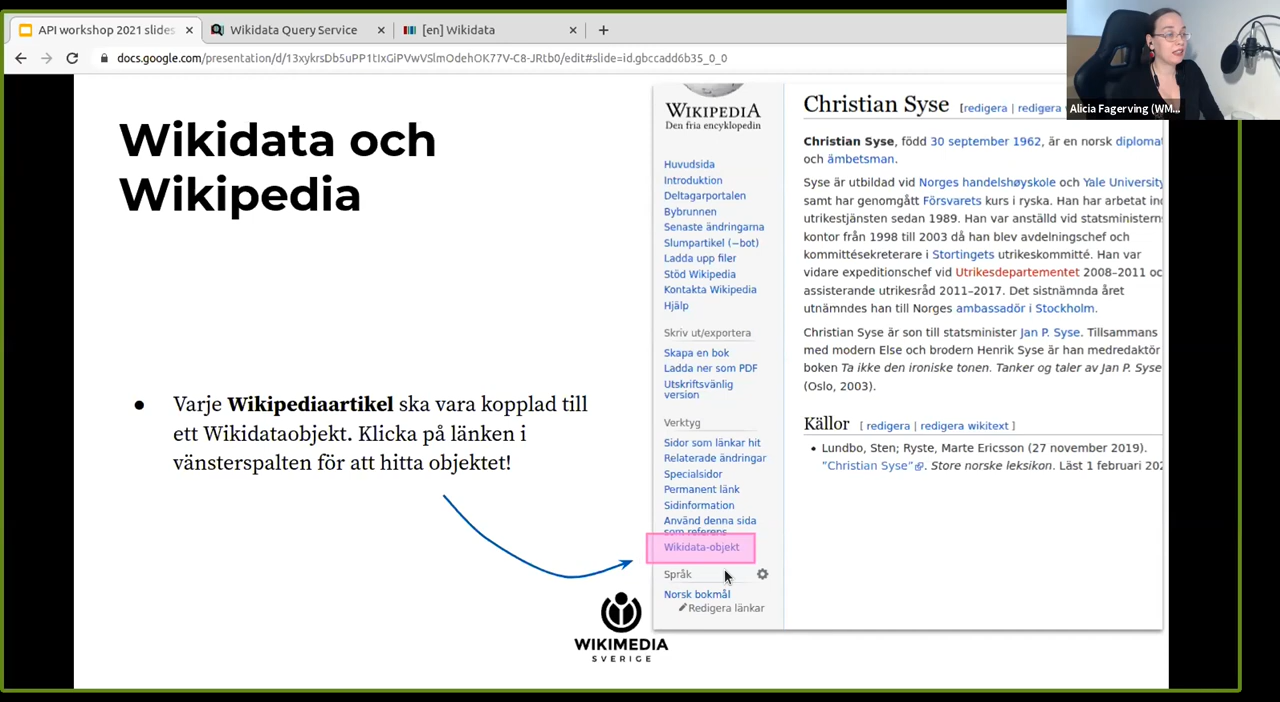 API workshop 2021 slides
Wikidata Query Service
[en] Wikidata
docs.google.com/presentation/d/13xykrsDb5uPP1tIxGiPVwVSlmOdehOK77V-C8-JRtb0/edit#slide=id.gbccadd6b35_0_0
Alicia Fagerving (WM...
Wikidata och
Wikipedia
Varje Wikipediaartikel ska vara kopplad till
ett Wikidataobjekt. Klicka på länken i
vänsterspalten för att hitta objektet!
WIKIMEDIA
SVERIGE
WIKIPEDIA
Den fria encyklopedin
Huvudsida
Introduktion
Deltagarportalen
Bybrunnen
Senaste ändringarna
Slumpartikel (−bot)
Ladda upp filer
Stöd Wikipedia
Kontakta Wikipedia
Hjälp
Skriv ut/exportera
Skapa en bok
Ladda ner som PDF
Utskriftsvänlig
version
Verktyg
Sidor som länkar hit
Relaterade ändringar
Specialsidor
Permanent länk
Sidinformation
Använd denna sida
som referens
Wikidata-objekt
Språk
Norsk bokmål
Redigera länkar
Christian Syse [redigera | redigera
Christian Syse, född 30 september 1962, är en norsk diplomat
och ämbetsman.
Syse är utbildad vid Norges handelshøyskole och Yale University
samt har genomgått Försvarets kurs i ryska. Han har arbetat ino
utrikestjänsten sedan 1989. Han var anställd vid statsministerns
kontor från 1998 till 2003 då han blev avdelningschef och
kommittésekreterare i Stortingets utrikeskommitté. Han var
vidare expeditionschef vid Utrikesdepartementet 2008–2011 oc
assisterande utrikesråd 2011–2017. Det sistnämnda året
utnämndes han till Norges ambassadör i Stockholm.
Christian Syse är son till statsminister Jan P. Syse. Tillsammans
med modern Else och brodern Henrik Syse är han medredaktör
boken Ta ikke den ironiske tonen. Tanker og taler av Jan P. Syse
(Oslo, 2003).
Källor [ redigera | redigera wikitext ]
Lundbo, Sten; Ryste, Marte Ericsson (27 november 2019).
”Christian Syse”. Store norske leksikon. Läst 1 februari 202